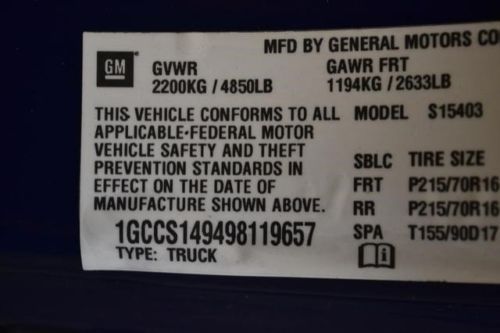 MFD BY GENERAL MOTORS CO
GM
GVWR GAWR FRT
2200KG / 4850LB 1194KG / 2633LB
THIS VEHICLE CONFORMS TO ALL MODEL S15403
APPLICABLE-FEDERAL MOTOR
VEHICLE SAFETY AND THEFT
PREVENTION STANDARDS IN SBLC TIRE SIZE
EFFECT ON THE DATE OF FRT P215/70R16
MANUFACTURE SHOWN ABOVE. RR P215/70R16
1GCCS149498119657 SPA T155/90D17
TYPE: TRUCK